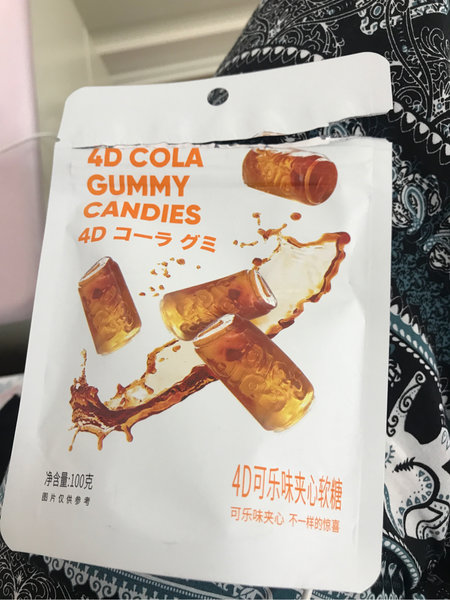 4D COLA
GUMMY
CANDIES
4D コーラ グミ
净含量:100克
图片仅供参考
4D可乐味夹心软糖
可乐味夹心 不一样的惊喜